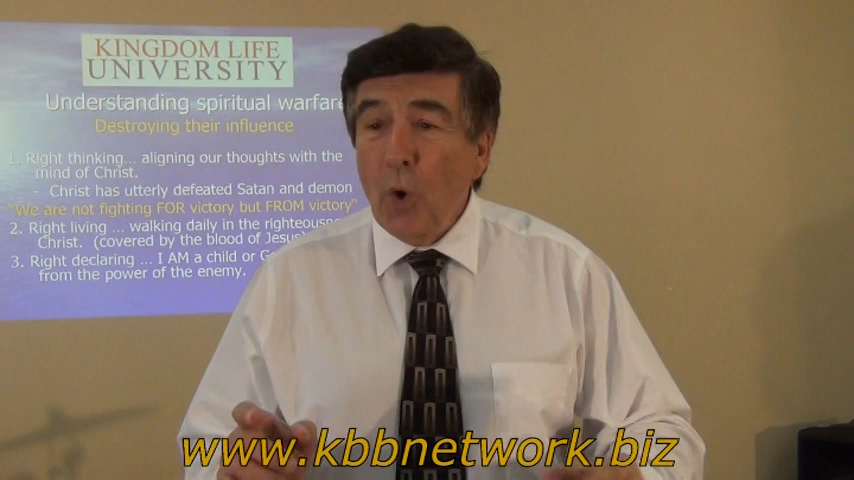 KINGDOM LIFE
UNIVERSITY
Understanding spiritual warfare
Destroying their influence
1. Right thinking... aligning our thoughts with the
mind of Christ.
- Christ has utterly defeated Satan and demon
"We are not fighting FOR victory but FROM victory"
2. Right living ... walking daily in the
Christ. (covered by the blood of Jesus)
3. Right declaring ... I AM a child or
from the power of the enemy.
www.kbbnetwork.biz